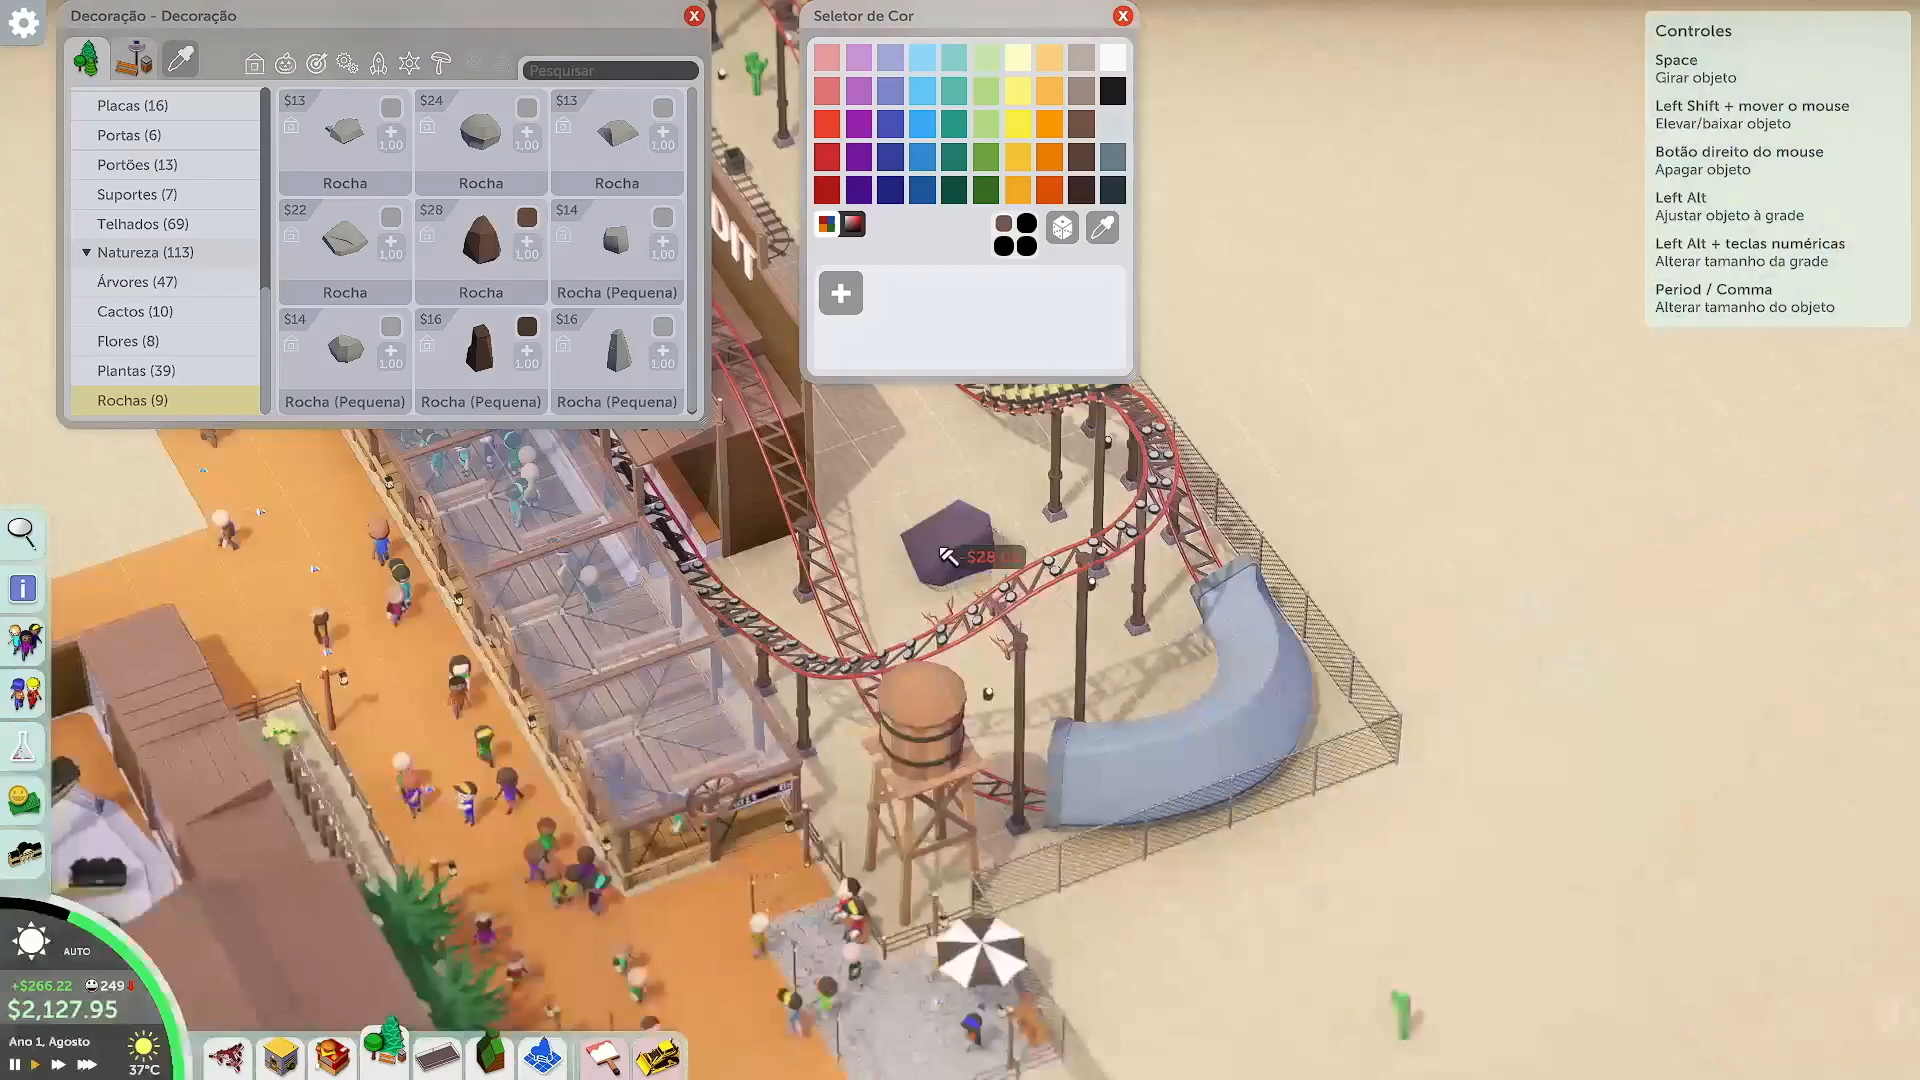 Decoração - Decoração
Pesquisar
Placas (16)
Portas (6)
Portões (13)
Suportes (7)
Telhados (69)
Natureza (113)
Árvores (47)
Cactos (10)
Flores (8)
Plantas (39)
Rochas (9)
$13
1,00
Rocha
$24
1,00
Rocha
$13
1,00
Rocha
$22
1,00
Rocha
$28
1,00
Rocha
$14
1,00
Rocha (Pequena)
$14
1,00
Rocha (Pequena)
$16
1,00
Rocha (Pequena)
$16
1,00
Rocha (Pequena)
Seletor de Cor
Controles
Space
Girar objeto
Left Shift + mover o mouse
Elevar/baixar objeto
Botão direito do mouse
Apagar objeto
Left Alt
Ajustar objeto à grade
Left Alt + teclas numéricas
Alterar tamanho da grade
Period / Comma
Alterar tamanho do objeto
AUTO
+$266.22
249
$2,127.95
Ano 1, Agosto
37°C